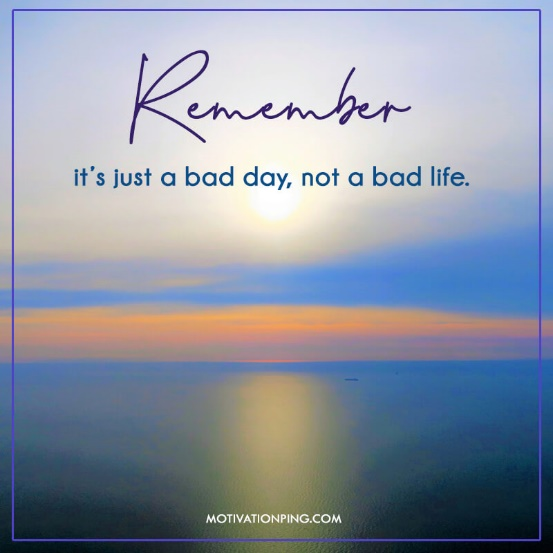 Remember
it's just a bad day, not a bad life.
MOTIVATIONPING.COM